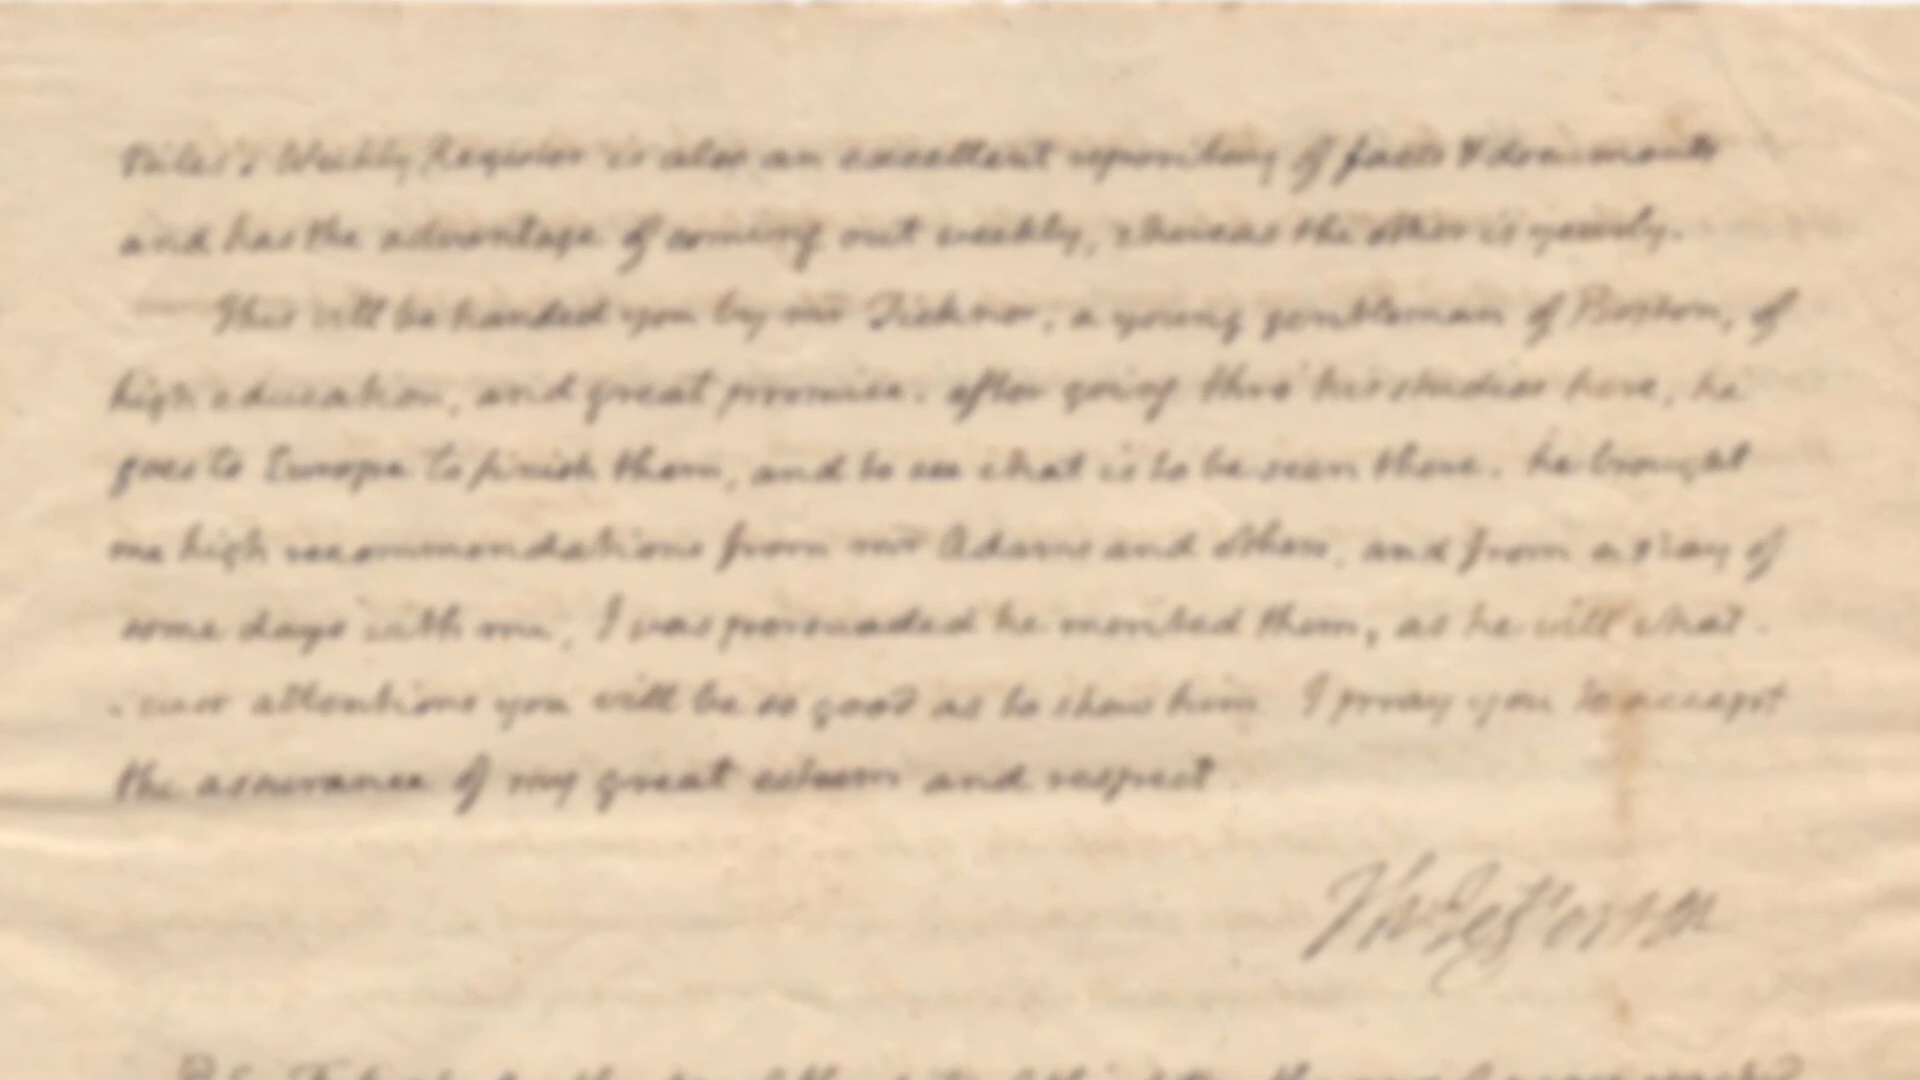 Niles's Weekly Register is also an excellent repository of facts & documents
and has the advantage of coming out weekly, whereas the other is yearly.
This will be handed you by mr Ticknor, a young gentleman of Boston, of
high education, and great promise. after going thro' his studies here, he
goes to Europe to finish them, and to see what is to be seen there. he brought
me high recommendations from mr Adams and others, and from a stay of
some days with me, I was persuaded he merited them, as he will what-
-ever attentions you will be so good as to shew him. I pray you to accept
the assurance of my great esteem and respect.
Th: Jefferson